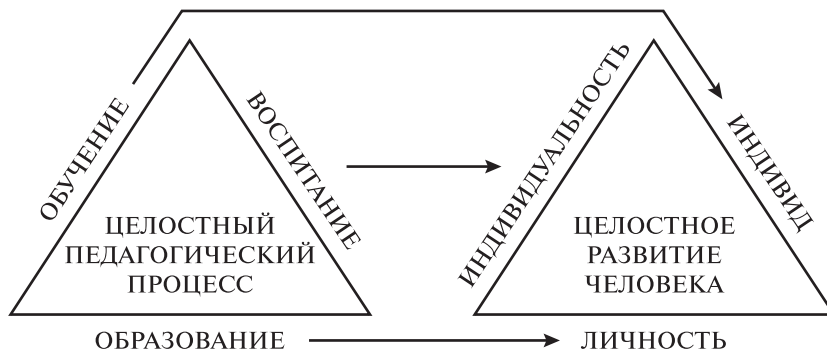 ОБУЧЕНИЕ
ВОСПИТАНИЕ
ЦЕЛОСТНЫЙ
ПЕДАГОГИЧЕСКИЙ
ПРОЦЕСС
ОБРАЗОВАНИЕ
ИНДИВИДУАЛЬНОСТЬ
ИНДИВИД
ЦЕЛОСТНОЕ
РАЗВИТИЕ
ЧЕЛОВЕКА
ЛИЧНОСТЬ